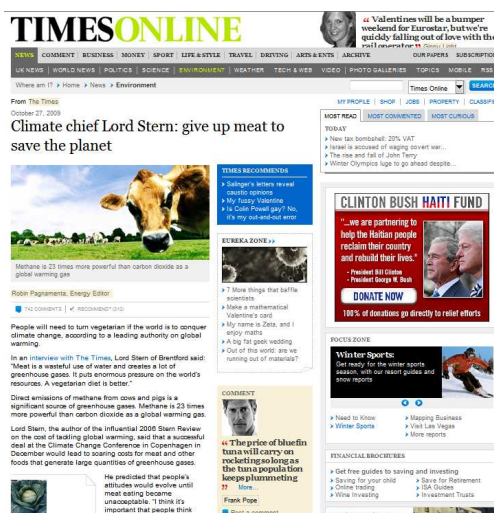 TIMESONLINE
“ Valentines will be a bumper
weekend for Eurostar, but we're
quickly falling out of love with the
rail operator ” Ginny Light
NEWS COMMENT BUSINESS MONEY SPORT LIFE & STYLE TRAVEL DRIVING ARTS & ENTS ARCHIVE OUR PAPERS SUBSCRIPTIO
UK NEWS WORLD NEWS POLITICS SCIENCE ENVIRONMENT WEATHER TECH & WEB VIDEO PHOTO GALLERIES TOPICS MOBILE RSS
Where am I? Home News Environment
Times Online SEARC
From The Times
MY PROFILE SHOP JOBS PROPERTY CLASSIF
October 27, 2009
Climate chief Lord Stern: give up meat to
save the planet
Methane is 23 times more powerful than carbon dioxide as a
global warming gas
Robin Pagnamenta, Energy Editor
742 COMMENTS RECOMMEND?
People will need to turn vegetarian if the world is to conquer
climate change, according to a leading authority on global
warming.
In an interview with The Times, Lord Stern of Brentford said:
"Meat is a wasteful use of water and creates a lot of
greenhouse gases. It puts enormous pressure on the world's
resources. A vegetarian diet is better."
Direct emissions of methane from cows and pigs is a
significant source of greenhouse gases. Methane is 23 times
more powerful than carbon dioxide as a global warming gas.
Lord Stern, the author of the influential 2006 Stern Review
on the cost of tackling global warming, said that a successful
deal at the Climate Change Conference in Copenhagen in
December would lead to soaring costs for meat and other
foods that generate large quantities of greenhouse gases.
He predicted that people's
attitudes would evolve until
meat eating became
unacceptable. "I think it's
important that people think
TIMES RECOMMENDS
Salinger's letters reveal
caustic opinions
My fussy Valentine
Is Colin Powell gay? No,
it's my out-and-out error
EUREKA ZONE
7 More things that baffle
scientists
Make a mathematical
Valentine's card
My name is Zeta, and I
enjoy maths
A big fat geek wedding
Out of this world: are we
running out of materials?
COMMENT
“ The price of bluefin
tuna will carry on
rocketing so long as
the tuna population
keeps plummeting
” More...
Frank Pope
Post a comment
MOST READ MOST COMMENTED MOST CURIOUS
TODAY
New tax bombshell: 20% VAT
Israel is accused of waging covert war...
The rise and fall of John Terry
Winter Olympics luge to go ahead despite...
CLINTON BUSH HAITI FUND
"...we are partnering to
help the Haitian people
reclaim their country
and rebuild their lives."
- President Bill Clinton
- President George W. Bush
DONATE NOW
100% of donations go directly to relief efforts
FOCUS ZONE
Winter Sports:
Get ready for the winter sports
season, with our resort guides and
snow reports
Need to Know
Winter Sports
Mapping Business
Visit Las Vegas
More reports
FINANCIAL BROCHURES
Get free guides to saving and investing
Saving for your child
Online trading
Wine Investing
Save for Retirement
ISA Guides
Investment Trusts